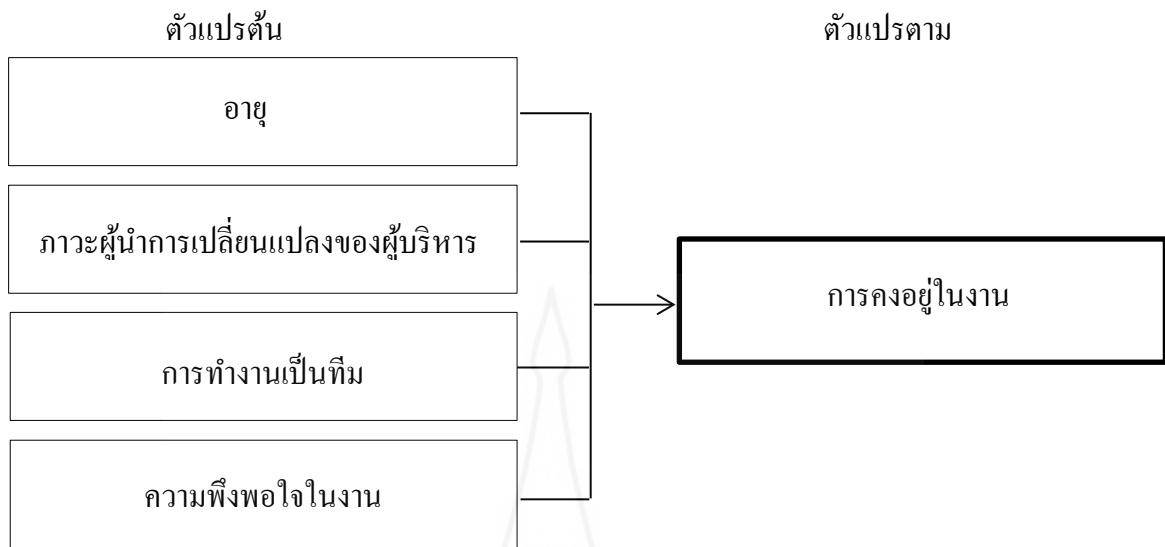 ตัวแปรต้น
ตัวแปรตาม
อายุ
ภาวะผู้นำการเปลี่ยนแปลงของผู้บริหาร
การคงอยู่ในงาน
การทำงานเป็นทีม
ความพึงพอใจในงาน